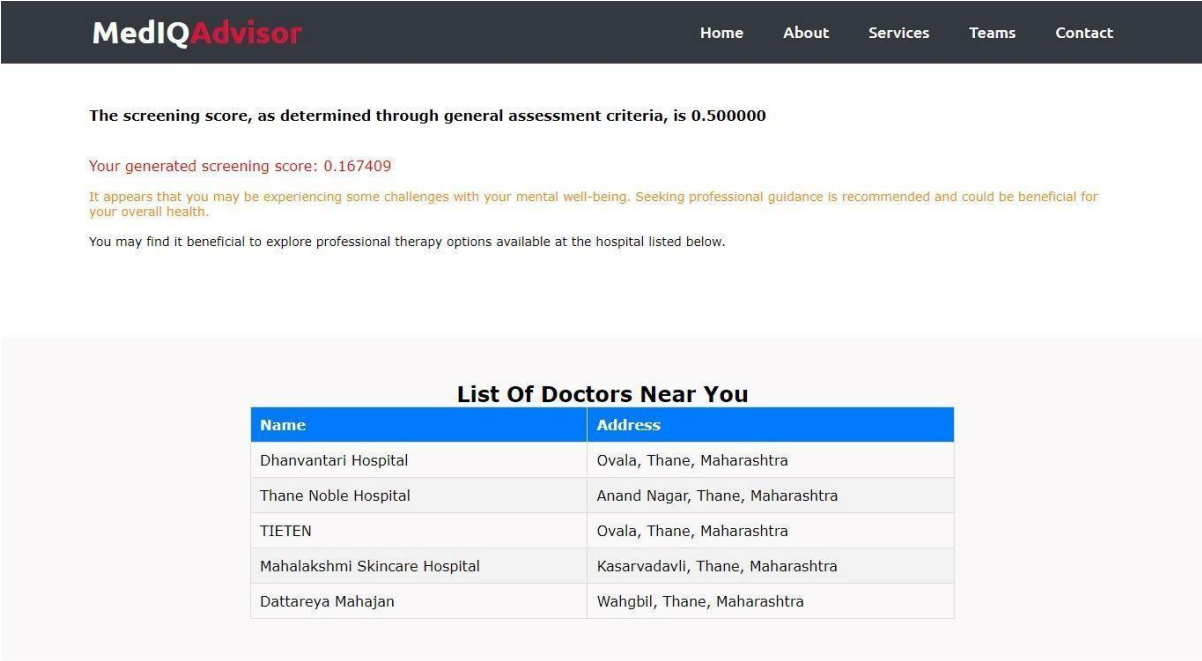 MedIQAdvisor Home About Services Teams Contact
The screening score, as determined through general assessment criteria, is 0.500000
Your generated screening score: 0.167409
It appears that you may be experiencing some challenges with your mental well-being. Seeking professional guidance is recommended and could be beneficial for
your overall health.
You may find it beneficial to explore professional therapy options available at the hospital listed below.
List Of Doctors Near You
Name Address
Dhanvantari Hospital Ovala, Thane, Maharashtra
Thane Noble Hospital Anand Nagar, Thane, Maharashtra
TIETEN Ovala, Thane, Maharashtra
Mahalakshmi Skincare Hospital Kasarvadavli, Thane, Maharashtra
Dattareya Mahajan Wahgbil, Thane, Maharashtra